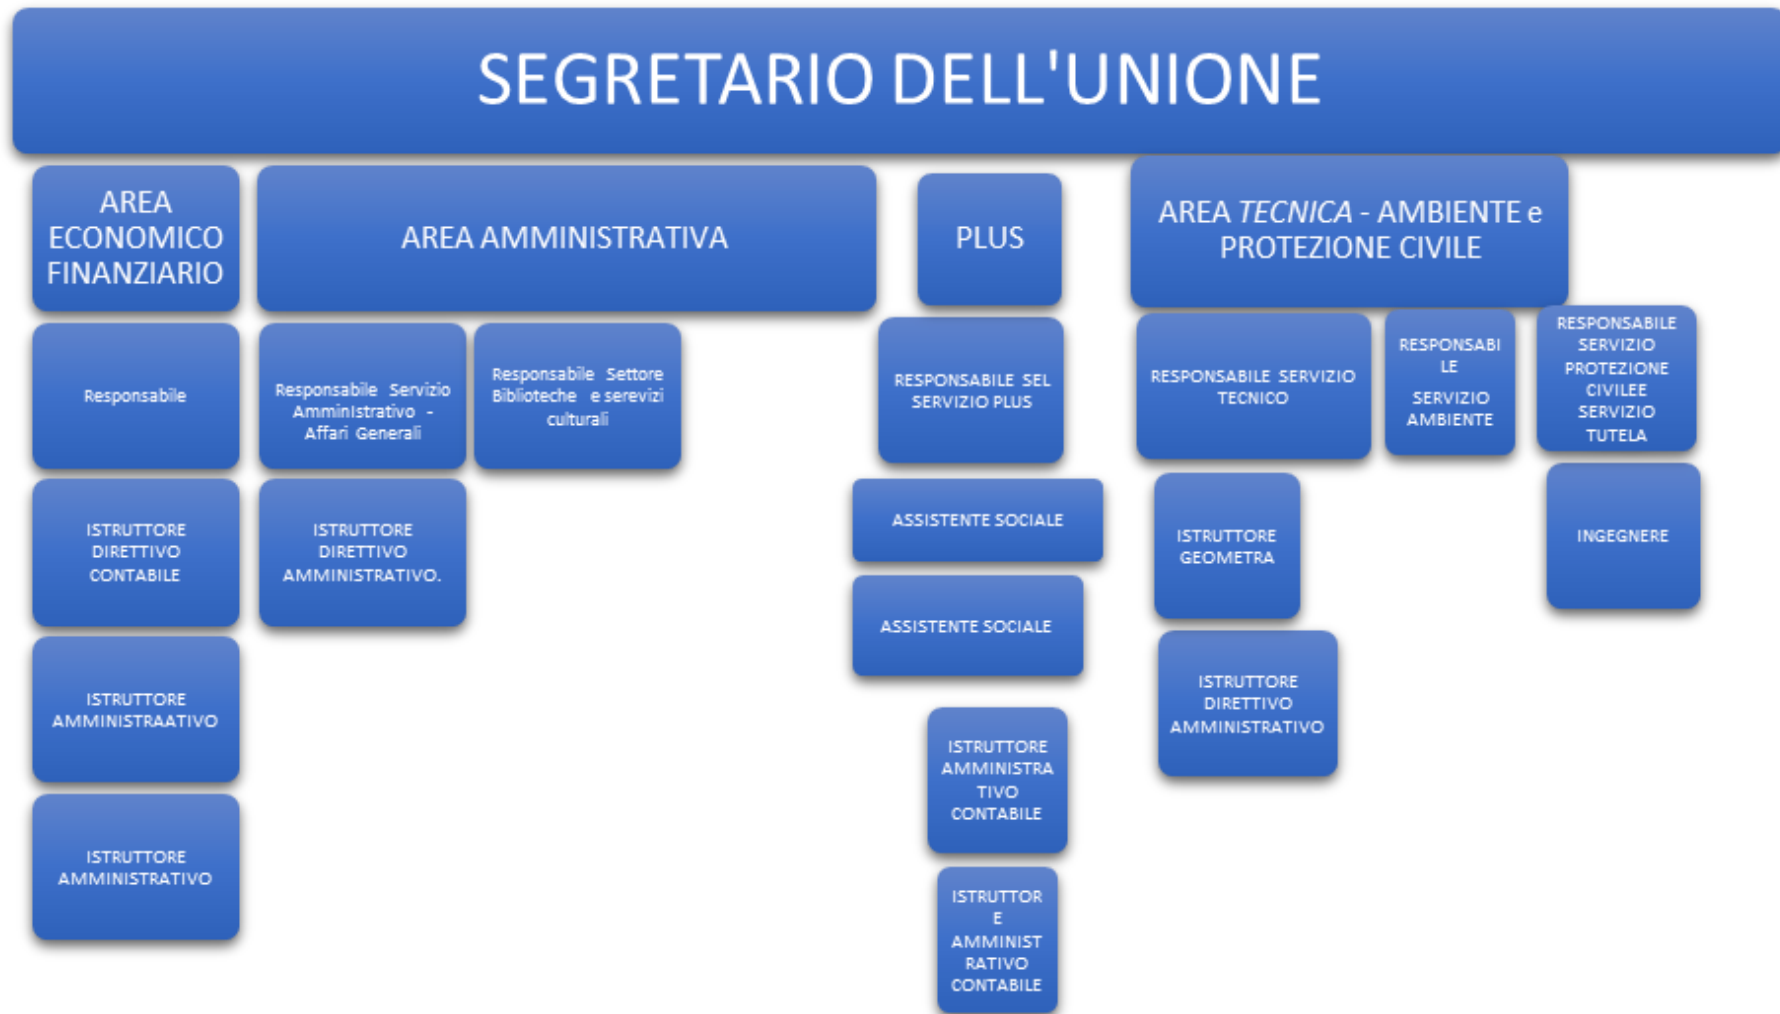 SEGRETARIO DELL'UNIONE
AREA
ECONOMICO
FINANZIARIO
AREA AMMINISTRATIVA
PLUS
AREA TECNICA - AMBIENTE e
PROTEZIONE CIVILE
Responsabile
Responsabile Servizio
Amministrativo -
Affari Generali
Responsabile Settore
Biblioteche e serevizi
culturali
RESPONSABILE SEL
SERVIZIO PLUS
RESPONSABILE SERVIZIO
TECNICO
RESPONSABI
LE
SERVIZIO
AMBIENTE
RESPONSABILE
SERVIZIO
PROTEZIONE
CIVILEE
SERVIZIO
TUTELA
ISTRUTTORE
DIRETTIVO
CONTABILE
ISTRUTTORE
DIRETTIVO
AMMINISTRATIVO.
ASSISTENTE SOCIALE
ASSISTENTE SOCIALE
ISTRUTTORE
GEOMETRA
INGEGNERE
ISTRUTTORE
AMMINISTRAATIVO
ISTRUTTORE
DIRETTIVO
AMMINISTRATIVO
ISTRUTTORE
AMMINISTRA
TIVO
CONTABILE
ISTRUTTORE
AMMINISTRATIVO
ISTRUTTOR
E
AMMINIST
RATIVO
CONTABILE